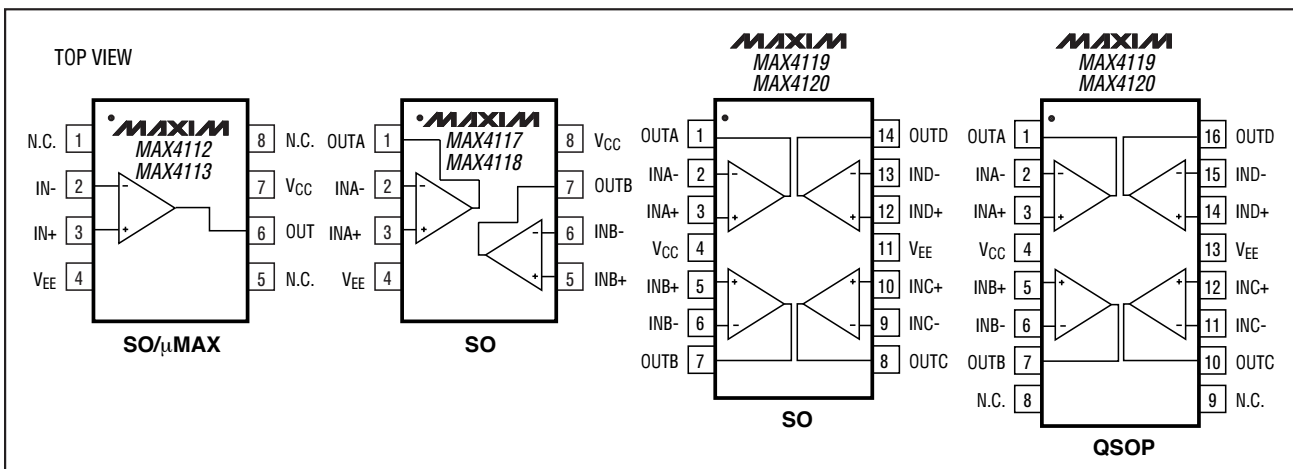 TOP VIEW
MAXIM
MAX4112
MAX4113
N.C. 1
IN- 2
IN+ 3
VEE 4
8 N.C.
7 VCC
6 OUT
5 N.C.
- 
+
SO/μMAX
MAXIM
MAX4117
MAX4118
OUTA 1
INA- 2
INA+ 3
VEE 4
8 VCC
7 OUTB
6 INB-
5 INB+
- 
+
-
+
SO
MAXIM
MAX4119
MAX4120
OUTA 1
INA- 2
INA+ 3
VCC 4
INB+ 5
INB- 6
OUTB 7
14 OUTD
13 IND-
12 IND+
11 VEE
10 INC+
9 INC-
8 OUTC
- -
+ +
+ +
- -
SO
MAXIM
MAX4119
MAX4120
OUTA 1
INA- 2
INA+ 3
VCC 4
INB+ 5
INB- 6
OUTB 7
N.C. 8
16 OUTD
15 IND-
14 IND+
13 VEE
12 INC+
11 INC-
10 OUTC
9 N.C.
- -
+ +
+ +
- -
QSOP